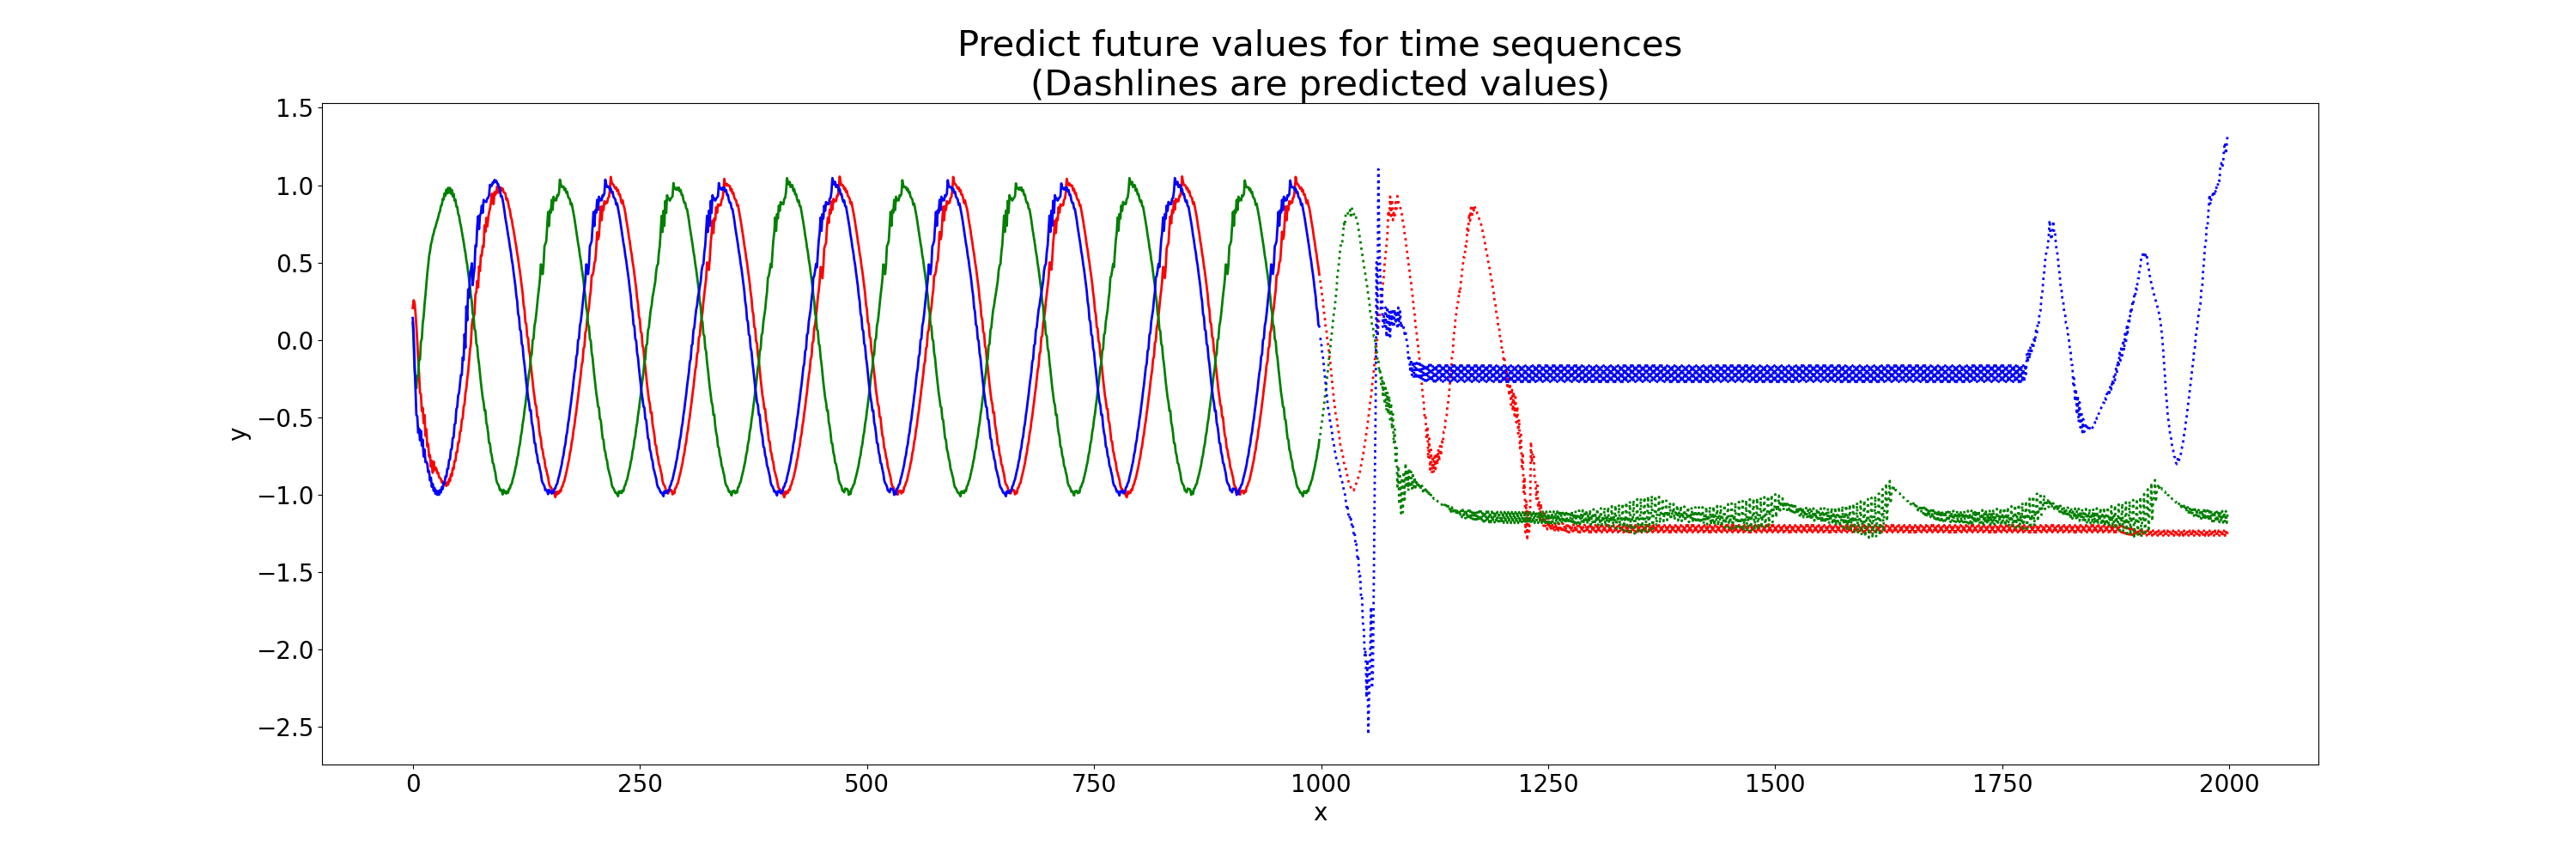 Predict future values for time sequences
(Dashlines are predicted values)
1.5
1.0
0.5
0.0
−0.5
−1.0
−1.5
−2.0
−2.5
y
0 250 500 750 1000 1250 1500 1750 2000
x